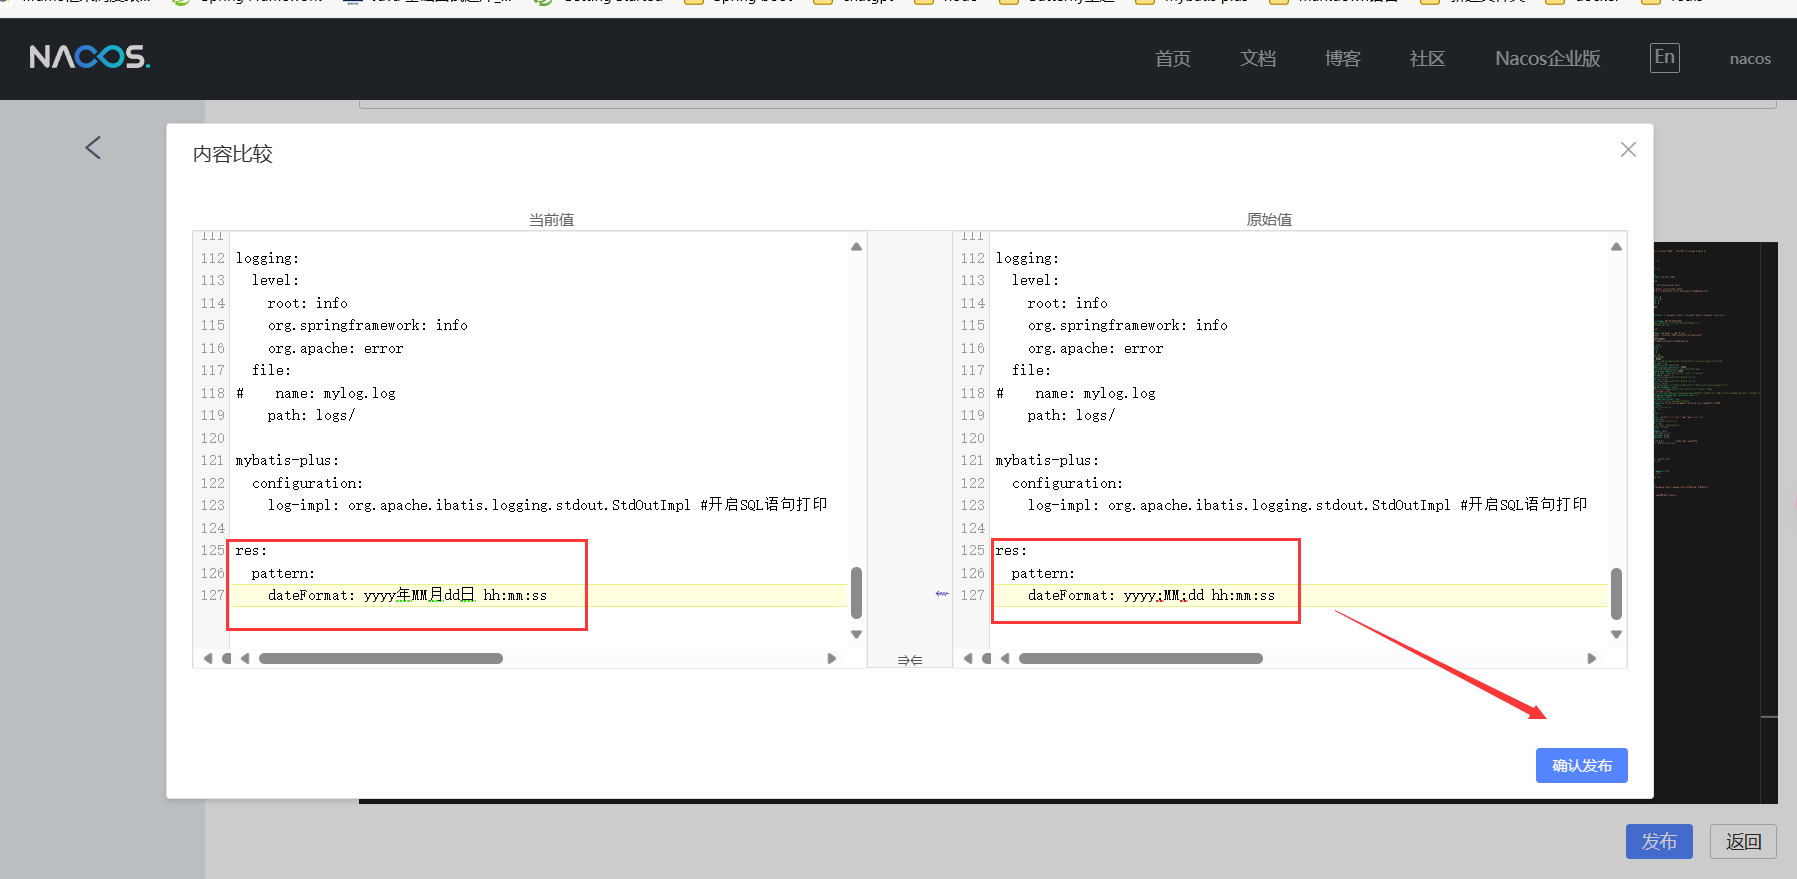 NACOS.
首页 文档 博客 社区 Nacos企业版 En nacos
内容比较
当前值
111
112 logging:
113 level:
114 root: info
115 org.springframework: info
116 org.apache: error
117 file:
118 # name: mylog.log
119 path: logs/
120
121 mybatis-plus:
122 configuration:
123 log-impl: org.apache.ibatis.logging.stdout.StdOutImpl #开启SQL语句打印
124
125 res:
126 pattern:
127 dateFormat: yyyy年MM月dd日 hh:mm:ss
原始值
111
112 logging:
113 level:
114 root: info
115 org.springframework: info
116 org.apache: error
117 file:
118 # name: mylog.log
119 path: logs/
120
121 mybatis-plus:
122 configuration:
123 log-impl: org.apache.ibatis.logging.stdout.StdOutImpl #开启SQL语句打印
124
125 res:
126 pattern:
127 dateFormat: yyyy;MM;dd hh:mm:ss
确认发布
发布 返回